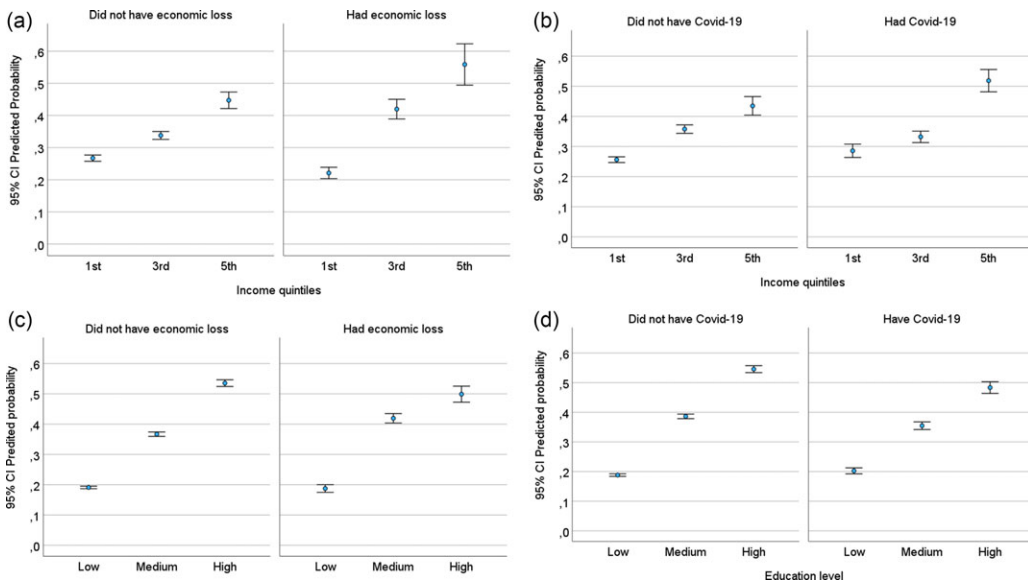 (a)
Did not have economic loss
Had economic loss
95% CI Predicted Probability
,6
,5
,4
,3
,2
,1
,0
1st
3rd
5th
1st
3rd
5th
Income quintiles
(b)
Did not have Covid-19
Had Covid-19
95% CI Predited probability
,6
,5
,4
,3
,2
,1
,0
1st
3rd
5th
1st
3rd
5th
Income quintiles
(c)
Did not have economic loss
Had economic loss
95% CI Predited probability
,6
,5
,4
,3
,2
,1
,0
Low
Medium
High
Low
Medium
High
(d)
Did not have Covid-19
Have Covid-19
95% CI Predicted probability
,6
,5
,4
,3
,2
,1
,0
Low
Medium
High
Low
Medium
High
Education level